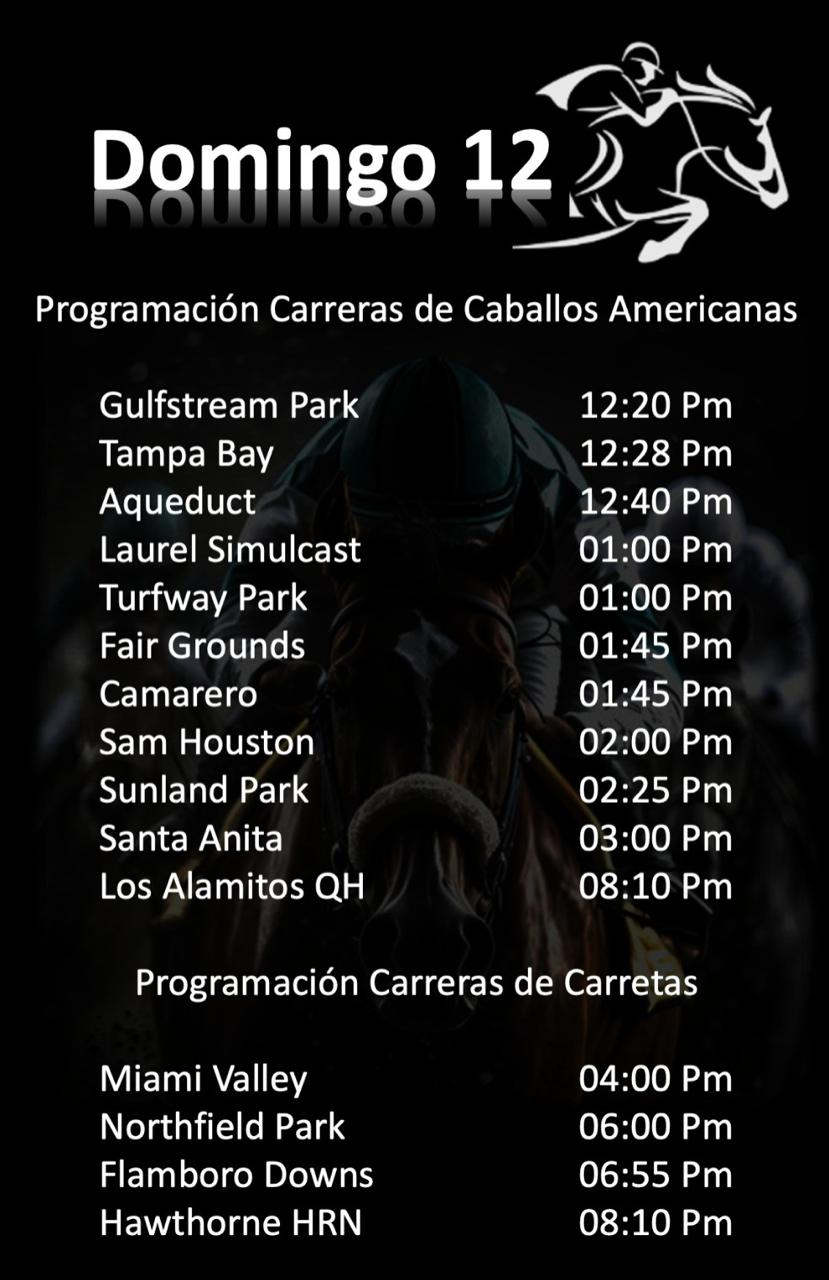 Domingo 12
Programación Carreras de Caballos Americanas
Gulfstream Park 12:20 Pm
Tampa Bay 12:28 Pm
Aqueduct 12:40 Pm
Laurel Simulcast 01:00 Pm
Turfway Park 01:00 Pm
Fair Grounds 01:45 Pm
Camarero 01:45 Pm
Sam Houston 02:00 Pm
Sunland Park 02:25 Pm
Santa Anita 03:00 Pm
Los Alamitos QH 08:10 Pm
Programación Carreras de Carretas
Miami Valley 04:00 Pm
Northfield Park 06:00 Pm
Flamboro Downs 06:55 Pm
Hawthorne HRN 08:10 Pm